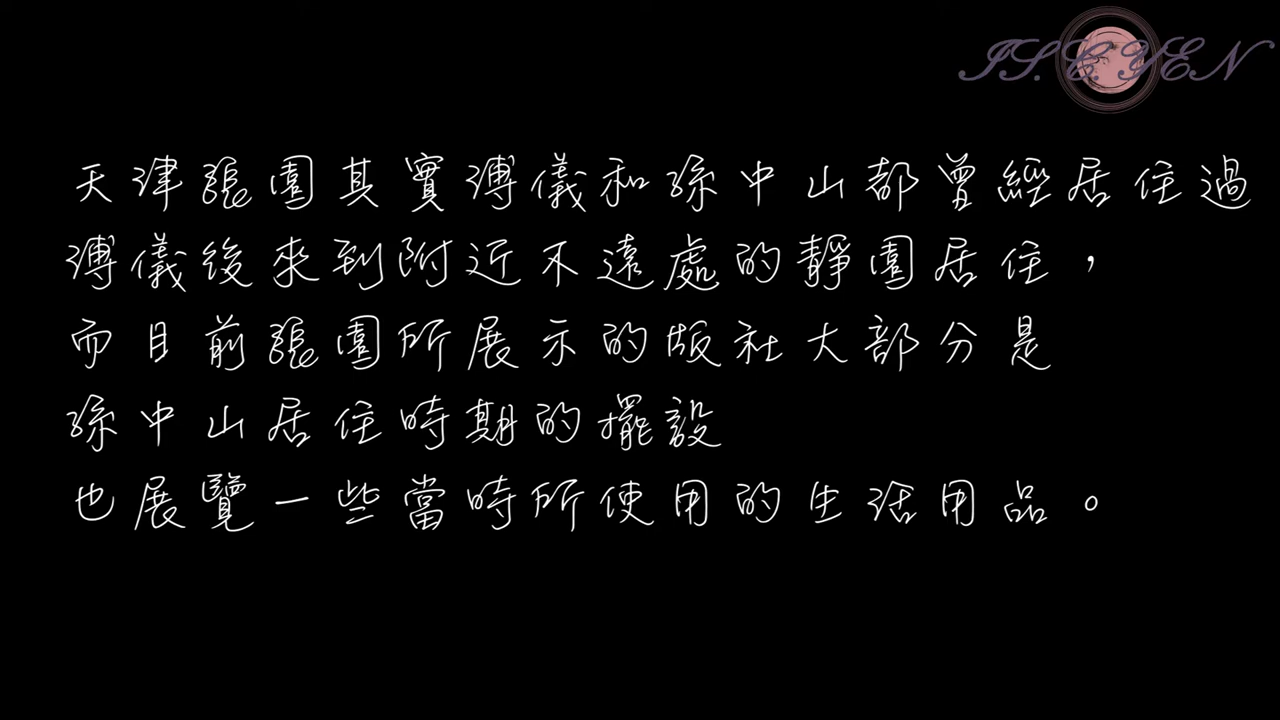 JS.C.YEN
天津張園其實溥儀和孫中山都曾經居住過
溥儀後來到附近不遠處的靜園居住，
而目前張園所展示的版社大部分是
孫中山居住時期的擺設
也展覽一些當時所使用的生活用品。